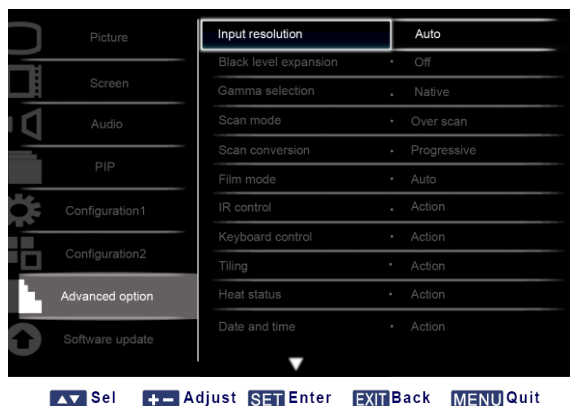 Picture
Screen
Audio
PIP
Configuration1
Configuration2
Advanced option
Software update
Input resolution Auto
Black level expansion · Off
Gamma selection . Native
Scan mode · Over scan
Scan conversion · Progressive
Film mode · Auto
IR control . Action
Keyboard control · Action
Tiling · Action
Heat status · Action
Date and time · Action
Sel + − Adjust SET Enter EXIT Back MENU Quit